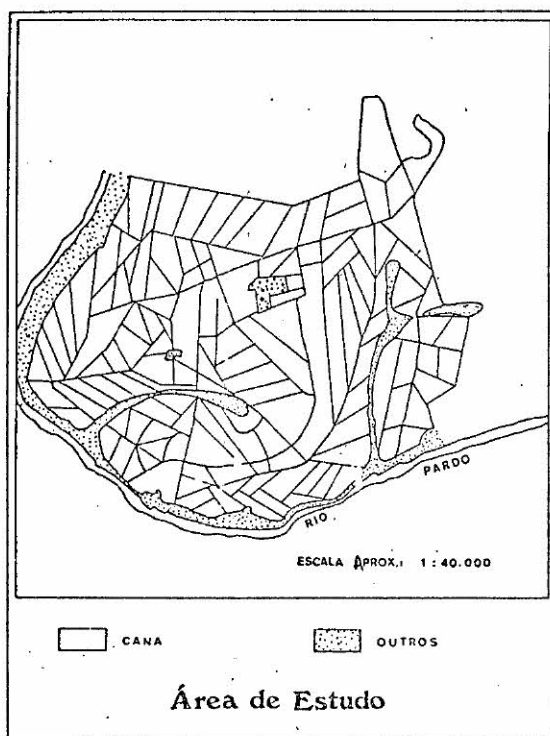 RIO PARDO
ESCALA APROX.: 1 : 40.000
CANA
OUTROS
Área de Estudo